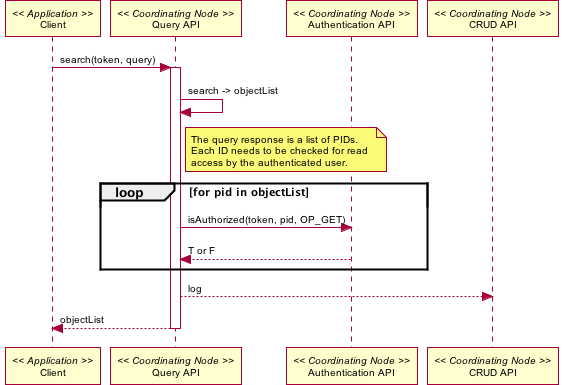 << Application >>
Client
<< Coordinating Node >>
Query API
<< Coordinating Node >>
Authentication API
<< Coordinating Node >>
CRUD API
search(token, query)
search -> objectList
The query response is a list of PIDs.
Each ID needs to be checked for read
access by the authenticated user.
loop
[for pid in objectList]
isAuthorized(token, pid, OP_GET)
T or F
log
objectList
<< Application >>
Client
<< Coordinating Node >>
Query API
<< Coordinating Node >>
Authentication API
<< Coordinating Node >>
CRUD API